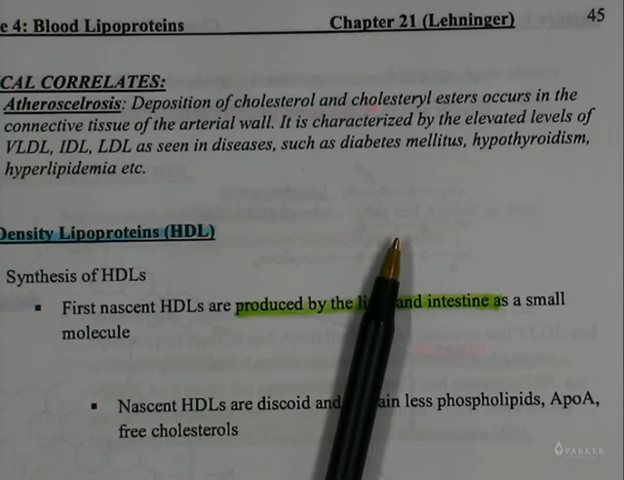 e 4: Blood Lipoproteins Chapter 21 (Lehninger) 45
CAL CORRELATES:
Atheroscelrosis: Deposition of cholesterol and cholesteryl esters occurs in the
connective tissue of the arterial wall. It is characterized by the elevated levels of
VLDL, IDL, LDL as seen in diseases, such as diabetes mellitus, hypothyroidism,
hyperlipidemia etc.
Density Lipoproteins (HDL)
Synthesis of HDLs
▪ First nascent HDLs are produced by the li and intestine as a small
molecule
▪ Nascent HDLs are discoid and ain less phospholipids, ApoA,
free cholesterols
PARKER